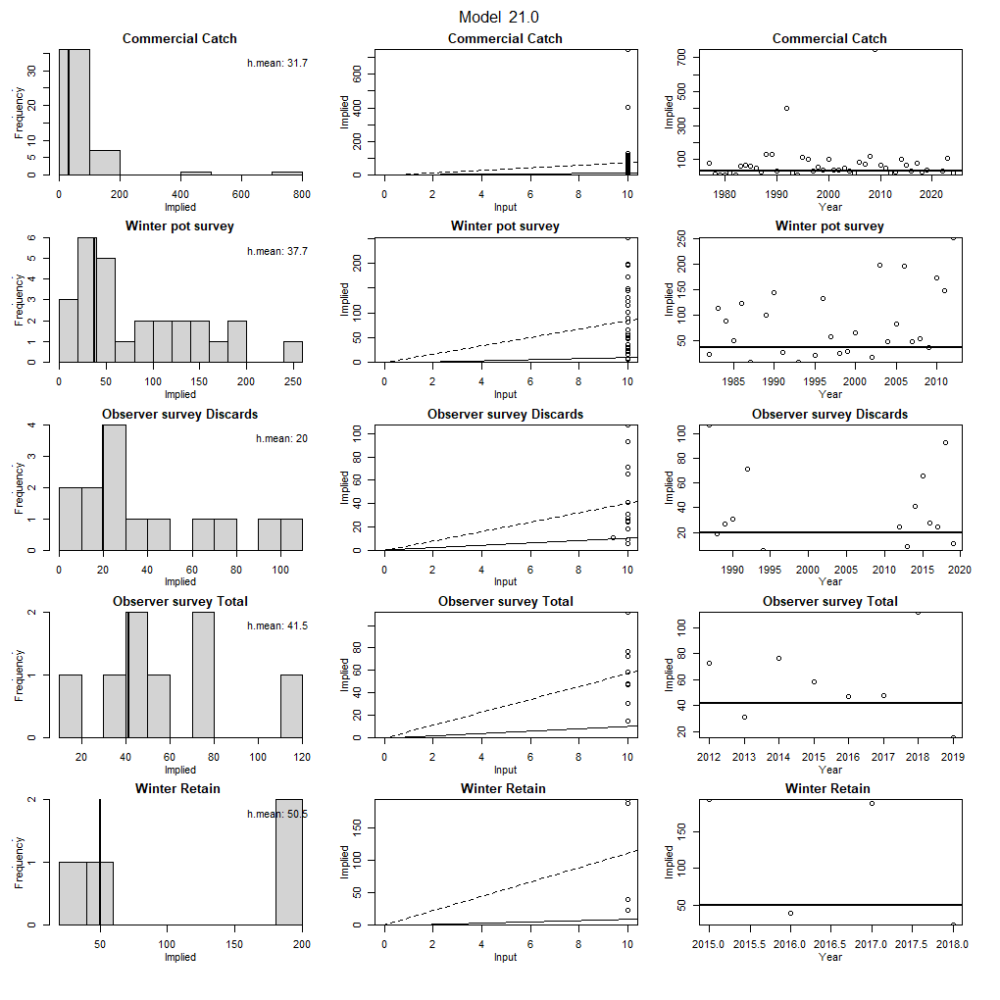 Model 21.0
Commercial Catch
Commercial Catch
Commercial Catch
h.mean: 31.7
Frequency
0 5 10 20 30
0 200 400 600 800
Implied
Implied
0 200 400 600
0 2 4 6 8 10
Input
Implied
100 300 500 700
1980 1990 2000 2010 2020
Year
Winter pot survey
Winter pot survey
Winter pot survey
h.mean: 37.7
Frequency
0 1 2 3 4 5 6
0 50 100 150 200 250
Implied
Implied
0 50 100 150 200
0 2 4 6 8 10
Input
Implied
50 100 150 200 250
1985 1990 1995 2000 2005 2010
Year
Observer survey Discards
Observer survey Discards
Observer survey Discards
h.mean: 20
Frequency
0 1 2 3 4
0 20 40 60 80 100
Implied
Implied
0 20 40 60 80 100
0 2 4 6 8 10
Input
Implied
20 40 60 80 100
1990 1995 2000 2005 2010 2015 2020
Year
Observer survey Total
Observer survey Total
Observer survey Total
h.mean: 41.5
Frequency
0 1 2
20 40 60 80 100 120
Implied
Implied
0 20 40 60 80
0 2 4 6 8 10
Input
Implied
20 40 60 80 100
2012 2013 2014 2015 2016 2017 2018 2019
Year
Winter Retain
Winter Retain
Winter Retain
h.mean: 50.5
Frequency
0 1 2
50 100 150 200
Implied
Implied
0 50 100 150
0 2 4 6 8 10
Input
Implied
50 100 150
2015.0 2015.5 2016.0 2016.5 2017.0 2017.5 2018.0
Year